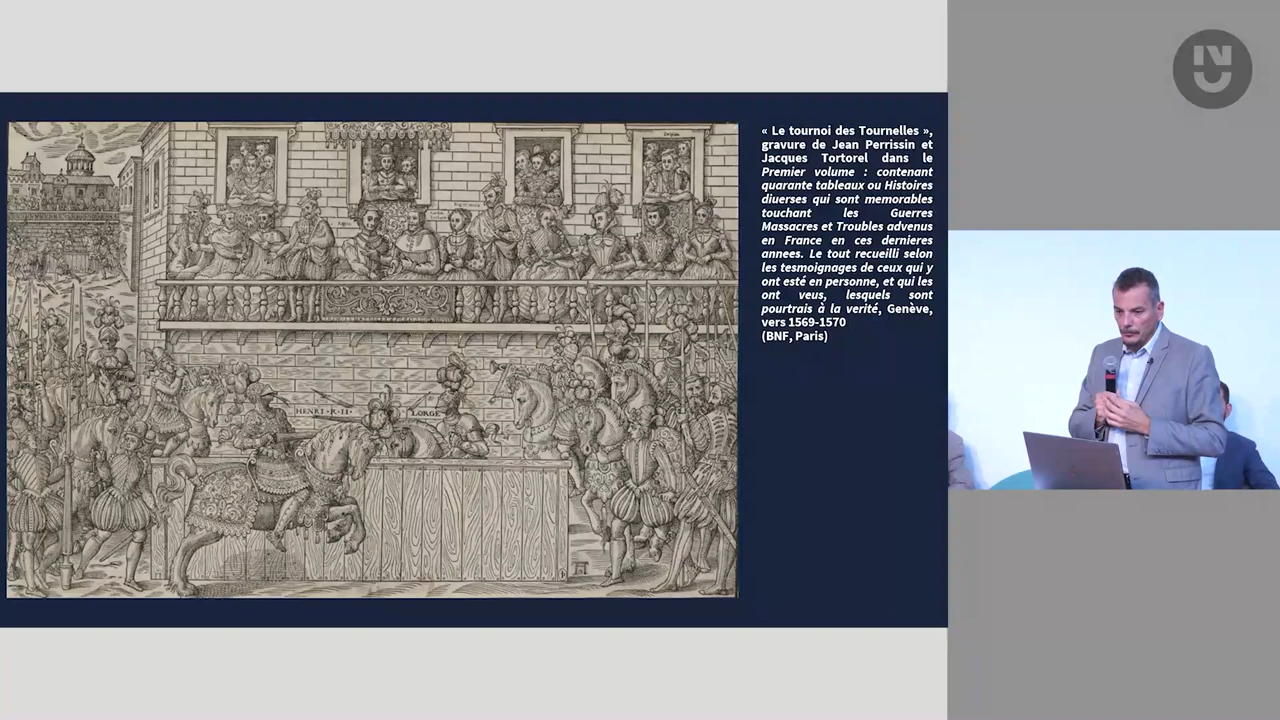 « Le tournoi des Tournelles »,
gravure de Jean Perrissin et
Jacques Tortorel dans le
Premier volume : contenant
quarante tableaux ou Histoires
diuerses qui sont memorables
touchant les Guerres
Massacres et Troubles advenus
en France en ces dernieres
annees. Le tout recueilli selon
les tesmoignages de ceux qui y
ont esté en personne, et qui les
ont veus, lesquels sont
pourtrais à la verité, Genève,
vers 1569-1570
(BNF, Paris)
HENRI·R·II·
LORGE